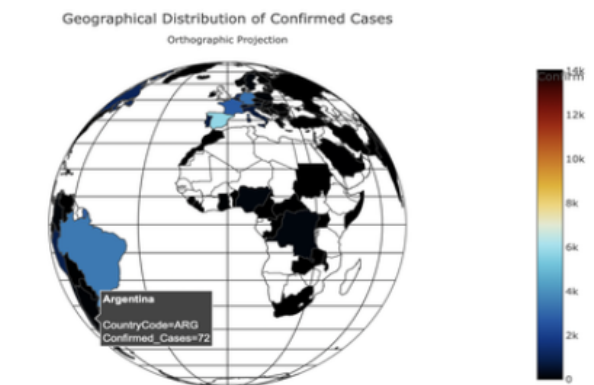 Geographical Distribution of Confirmed Cases
Orthographic Projection
14k
Confirm
12k
10k
8k
6k
4k
2k
0
Argentina
CountryCode=ARG
Confirmed_Cases=72